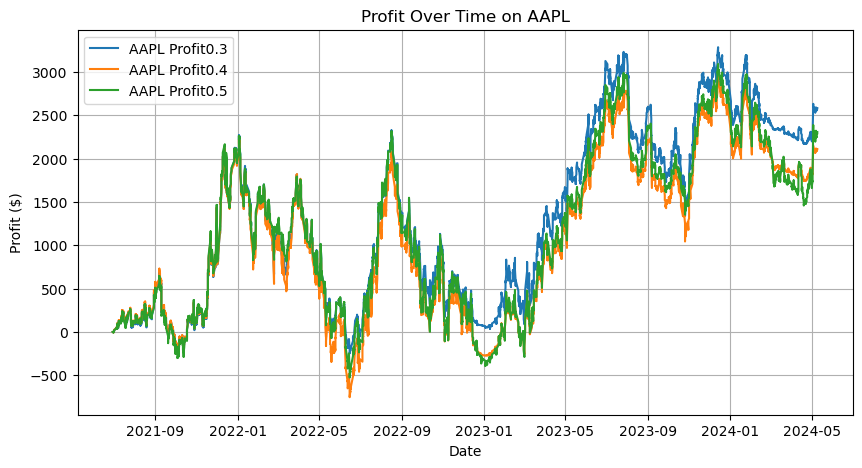 Profit Over Time on AAPL
AAPL Profit0.3
AAPL Profit0.4
AAPL Profit0.5
Profit ($)
3000
2500
2000
1500
1000
500
0
−500
2021-09 2022-01 2022-05 2022-09 2023-01 2023-05 2023-09 2024-01 2024-05
Date